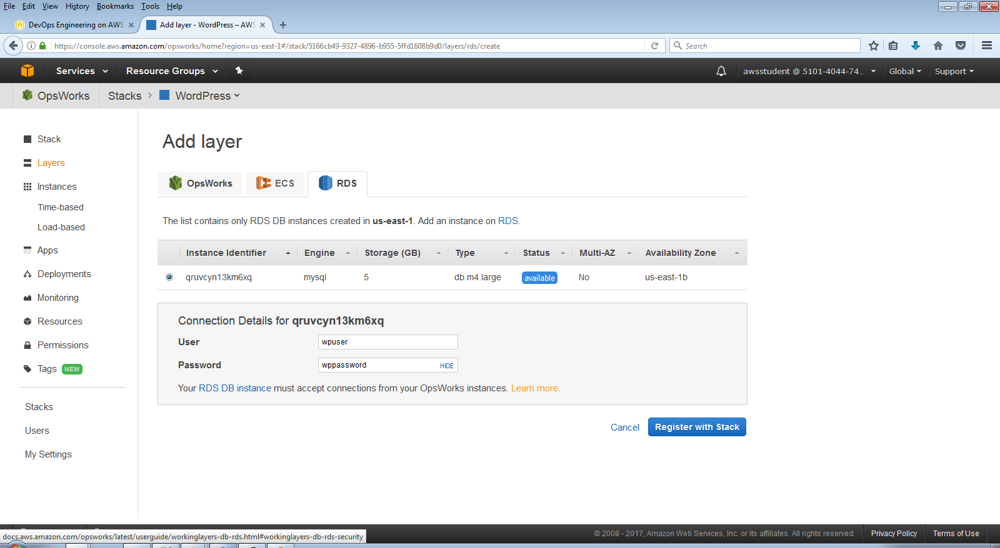 File Edit View History Bookmarks Tools Help
DevOps Engineering on AWS
Add layer - WordPress – AWS
https://console.aws.amazon.com/opsworks/home?region=us-east-1#/stack/5166cb49-9327-4896-b955-5ffd1608b9d0/layers/rds/create
Search
Services
Resource Groups
awsstudent @ 5101-4044-74...
Global
Support
OpsWorks
Stacks > WordPress
Stack
Layers
Instances
Time-based
Load-based
Apps
Deployments
Monitoring
Resources
Permissions
Tags NEW
Stacks
Users
My Settings
Add layer
OpsWorks ECS RDS
The list contains only RDS DB instances created in us-east-1. Add an instance on RDS.
Instance Identifier Engine Storage (GB) Type Status Multi-AZ Availability Zone
qruvcyn13km6xq mysql 5 db.m4.large available No us-east-1b
Connection Details for qruvcyn13km6xq
User wpuser
Password wppassword HIDE
Your RDS DB instance must accept connections from your OpsWorks instances. Learn more.
Cancel Register with Stack
© 2008 - 2017, Amazon Web Services, Inc. or its affiliates. All rights reserved. Privacy Policy Terms of Use
docs.aws.amazon.com/opsworks/latest/userguide/workinglayers-db-rds.html#workinglayers-db-rds-security